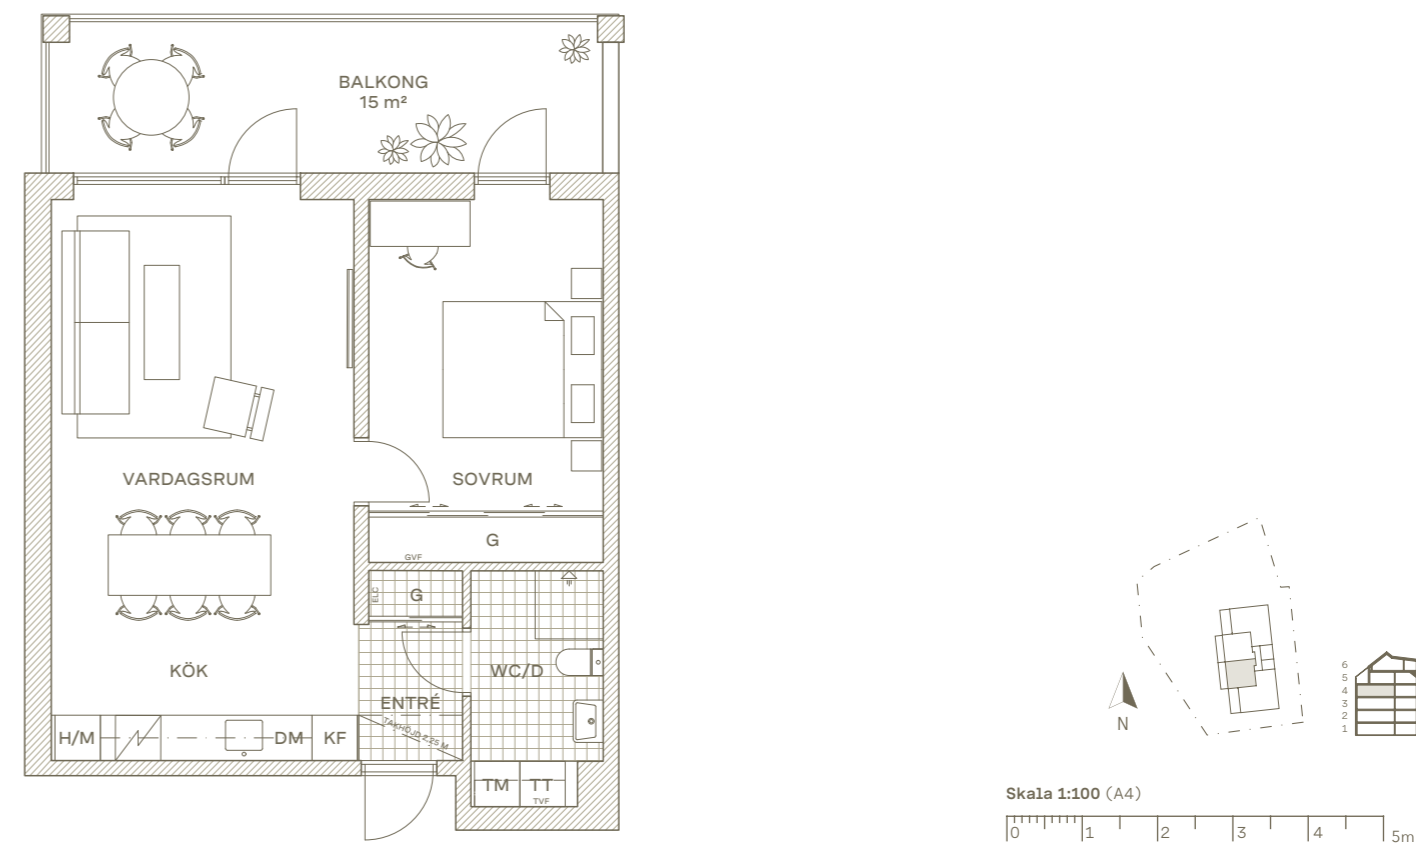 BALKONG
15 m²
VARDAGSRUM
SOVRUM
G
GVF
ELC
G
KÖK
WC/D
ENTRÉ
TAKHÖJD 2,25 M
H/M
DM
KF
TM
TT
TVF
N
6
5
4
3
2
1
Skala 1:100 (A4)
0 1 2 3 4 5m